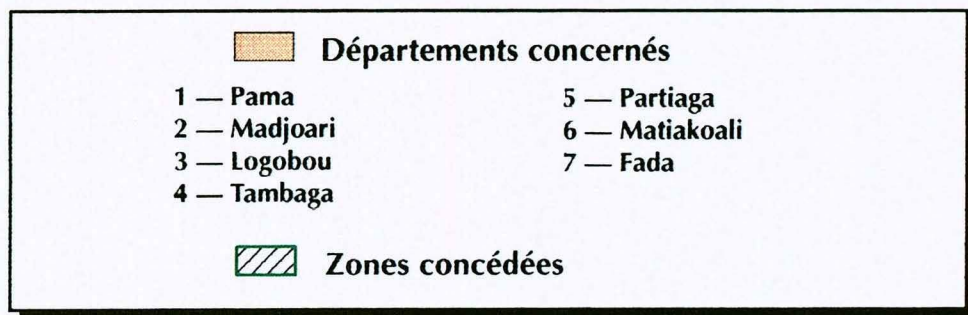 Départements concernés
1 — Pama
2 — Madjoari
3 — Logobou
4 — Tambaga
5 — Partiaga
6 — Matiakoali
7 — Fada
Zones concédées